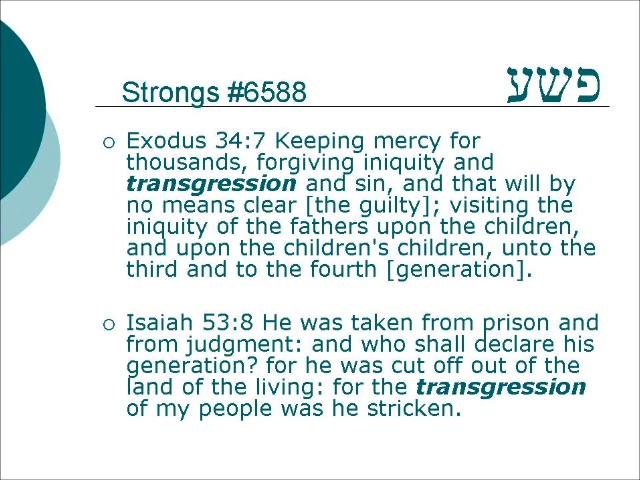 Strongs #6588 פשע
Exodus 34:7 Keeping mercy for
thousands, forgiving iniquity and
transgression and sin, and that will by
no means clear [the guilty]; visiting the
iniquity of the fathers upon the children,
and upon the children's children, unto the
third and to the fourth [generation].
Isaiah 53:8 He was taken from prison and
from judgment: and who shall declare his
generation? for he was cut off out of the
land of the living: for the transgression
of my people was he stricken.